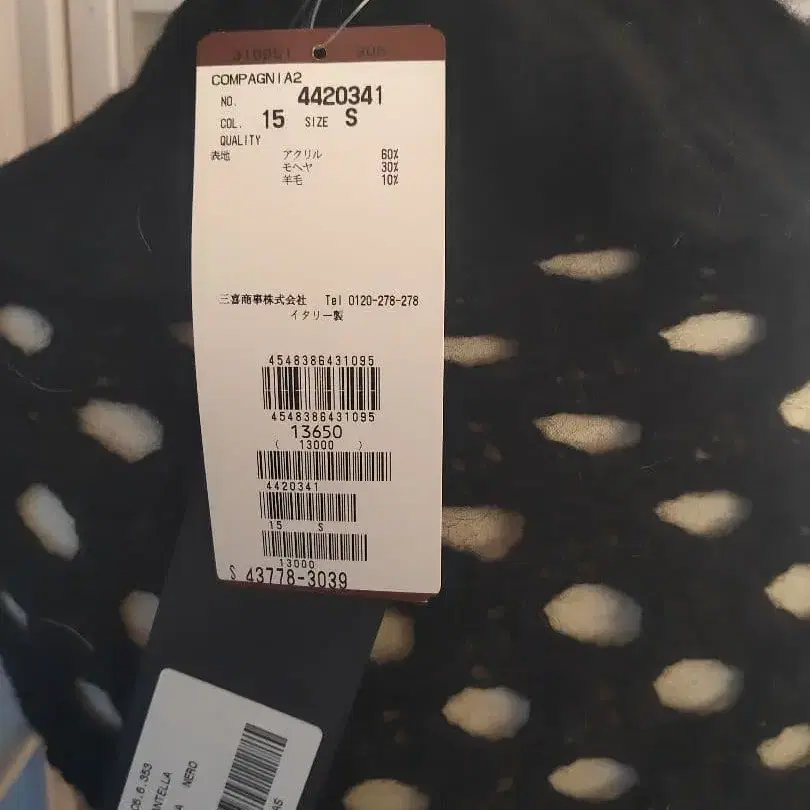 COMPAGNIA2
NO. 4420341
COL. 15 SIZE S
QUALITY
表地 アクリル 60%
モヘヤ 30%
羊毛 10%
三喜商事株式会社 Tel 0120-278-278
イタリー製
4548386431095
4548386431095
13650
( 13000 )
4420341
15 S
13000
S 43778-3039
NERO